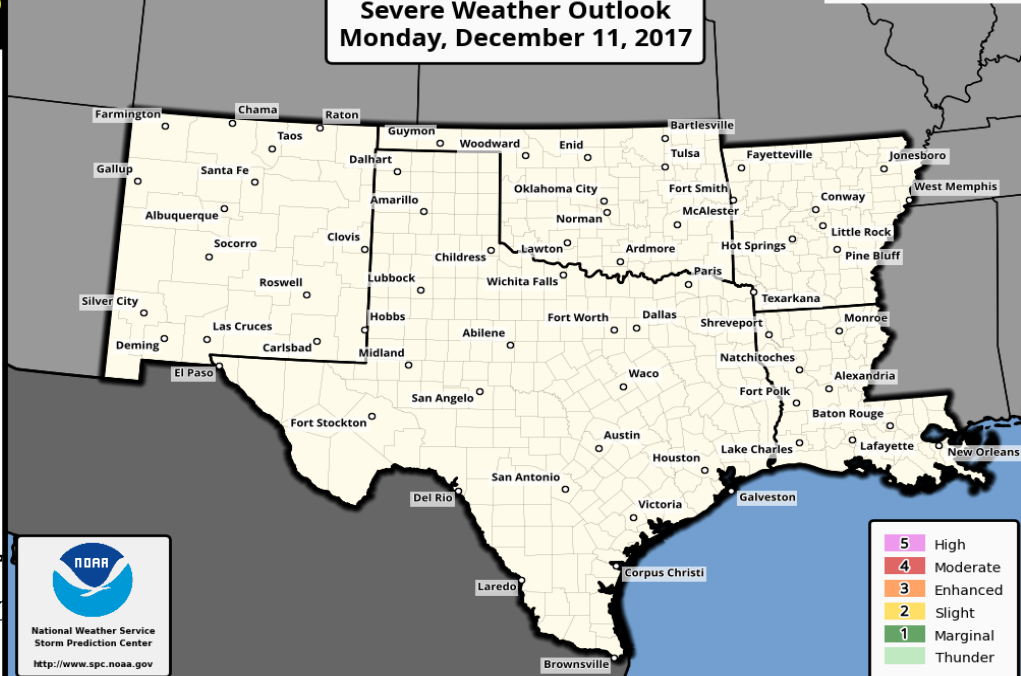 Severe Weather Outlook
Monday, December 11, 2017
Farmington
Chama
Raton
Taos
Guymon
Woodward
Enid
Bartlesville
Tulsa
Fayetteville
Jonesboro
Gallup
Santa Fe
Dalhart
Oklahoma City
Fort Smith
West Memphis
Albuquerque
Amarillo
Norman
McAlester
Conway
Little Rock
Socorro
Clovis
Childress
Lawton
Ardmore
Hot Springs
Pine Bluff
Roswell
Lubbock
Wichita Falls
Paris
Texarkana
Silver City
Las Cruces
Hobbs
Abilene
Fort Worth
Dallas
Shreveport
Monroe
Deming
Carlsbad
Midland
Natchitoches
El Paso
San Angelo
Waco
Fort Polk
Alexandria
Fort Stockton
Austin
Baton Rouge
Houston
Lake Charles
Lafayette
New Orleans
Del Rio
San Antonio
Victoria
Galveston
Laredo
Corpus Christi
Brownsville
NOAA
National Weather Service
Storm Prediction Center
http://www.spc.noaa.gov
5 High
4 Moderate
3 Enhanced
2 Slight
1 Marginal
Thunder